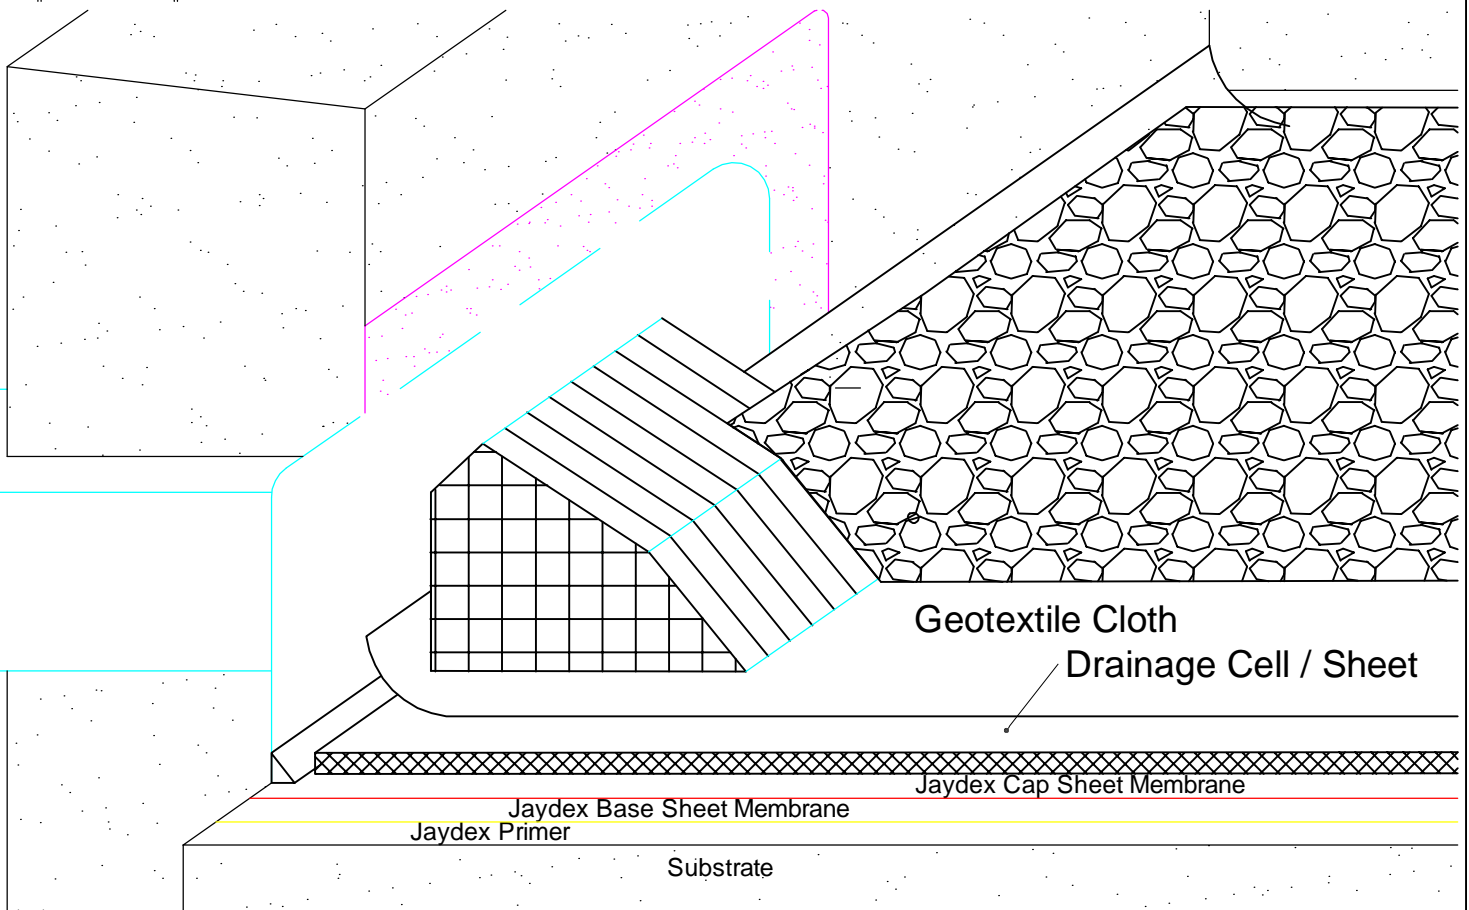 Geotextile Cloth
Drainage Cell / Sheet
Jaydex Cap Sheet Membrane
Jaydex Base Sheet Membrane
Jaydex Primer
Substrate